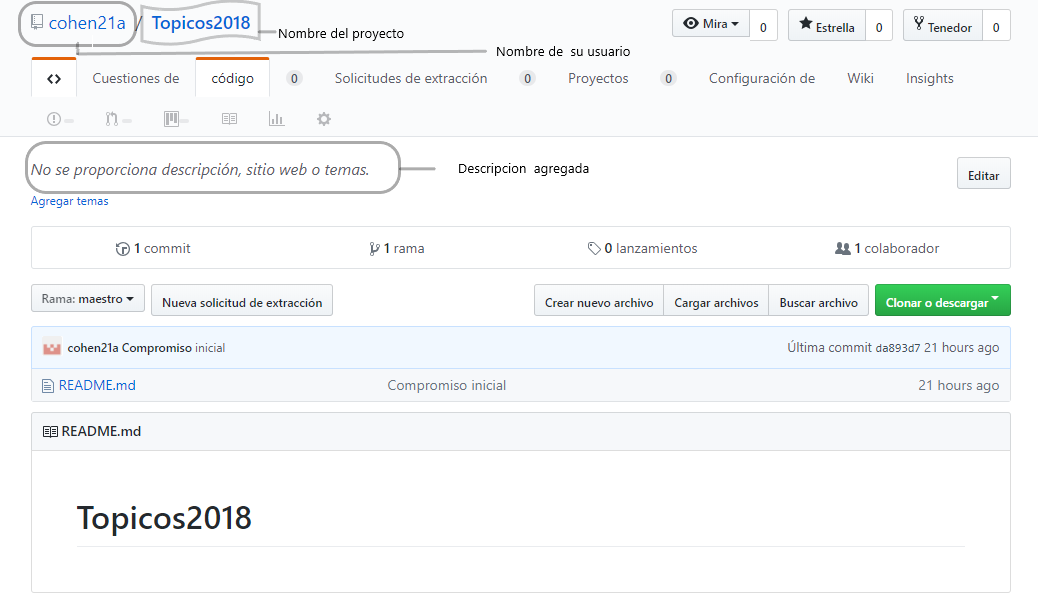 cohen21a / Topicos2018
Nombre del proyecto
Mira 0
Estrella 0
Tenedor 0
Nombre de su usuario
<> Cuestiones de código 0 Solicitudes de extracción 0 Proyectos 0 Configuración de Wiki Insights
No se proporciona descripción, sitio web o temas.
Descripcion agregada
Editar
Agregar temas
1 commit 1 rama 0 lanzamientos 1 colaborador
Rama: maestro Nueva solicitud de extracción Crear nuevo archivo Cargar archivos Buscar archivo Clonar o descargar
cohen21a Compromiso inicial Última commit da893d7 21 hours ago
README.md Compromiso inicial 21 hours ago
README.md
Topicos2018